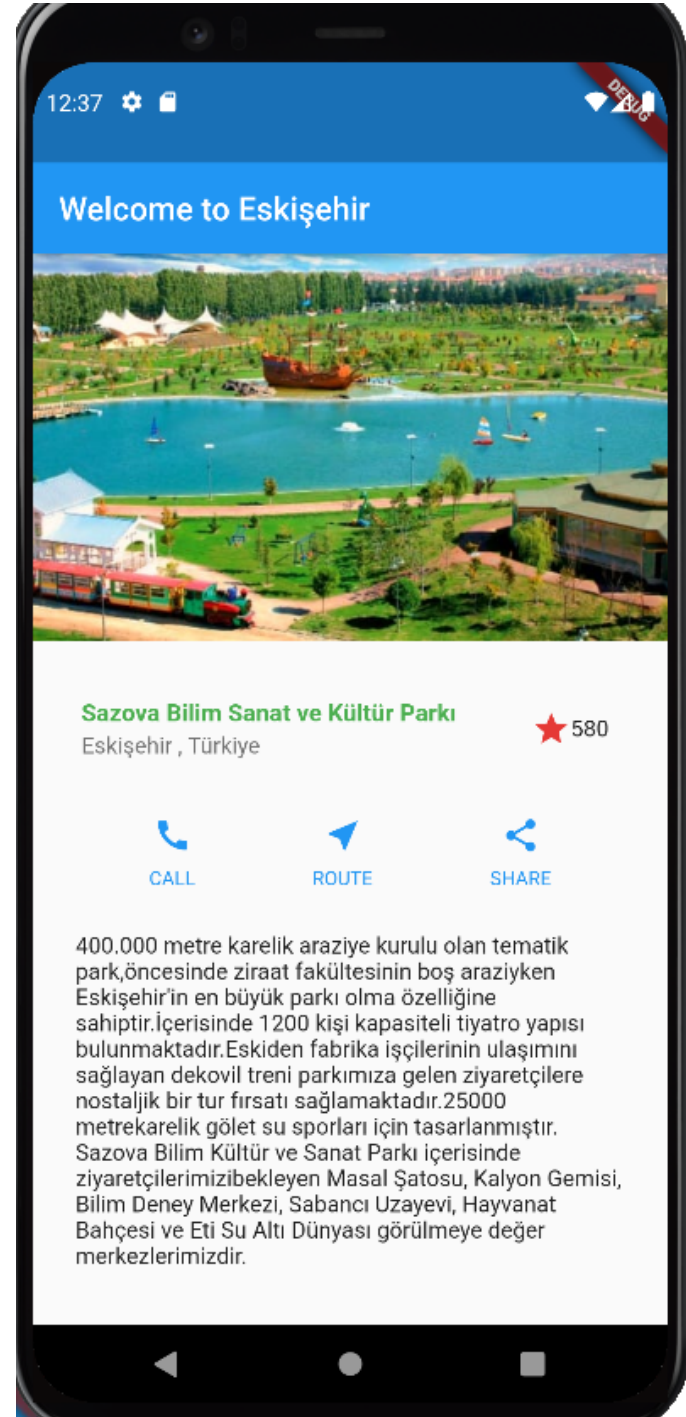 12:37
DEBUG
Welcome to Eskişehir
Sazova Bilim Sanat ve Kültür Parkı
Eskişehir , Türkiye
580
CALL ROUTE SHARE
400.000 metre karelik araziye kurulu olan tematik
park,öncesinde ziraat fakültesinin boş araziyken
Eskişehir'in en büyük parkı olma özelliğine
sahiptir.İçerisinde 1200 kişi kapasiteli tiyatro yapısı
bulunmaktadır.Eskiden fabrika işçilerinin ulaşımını
sağlayan dekovil treni parkımıza gelen ziyaretçilere
nostaljik bir tur fırsatı sağlamaktadır.25000
metrekarelik gölet su sporları için tasarlanmıştır.
Sazova Bilim Kültür ve Sanat Parkı içerisinde
ziyaretçilerimizibekleyen Masal Şatosu, Kalyon Gemisi,
Bilim Deney Merkezi, Sabancı Uzayevi, Hayvanat
Bahçesi ve Eti Su Altı Dünyası görülmeye değer
merkezlerimizdir.